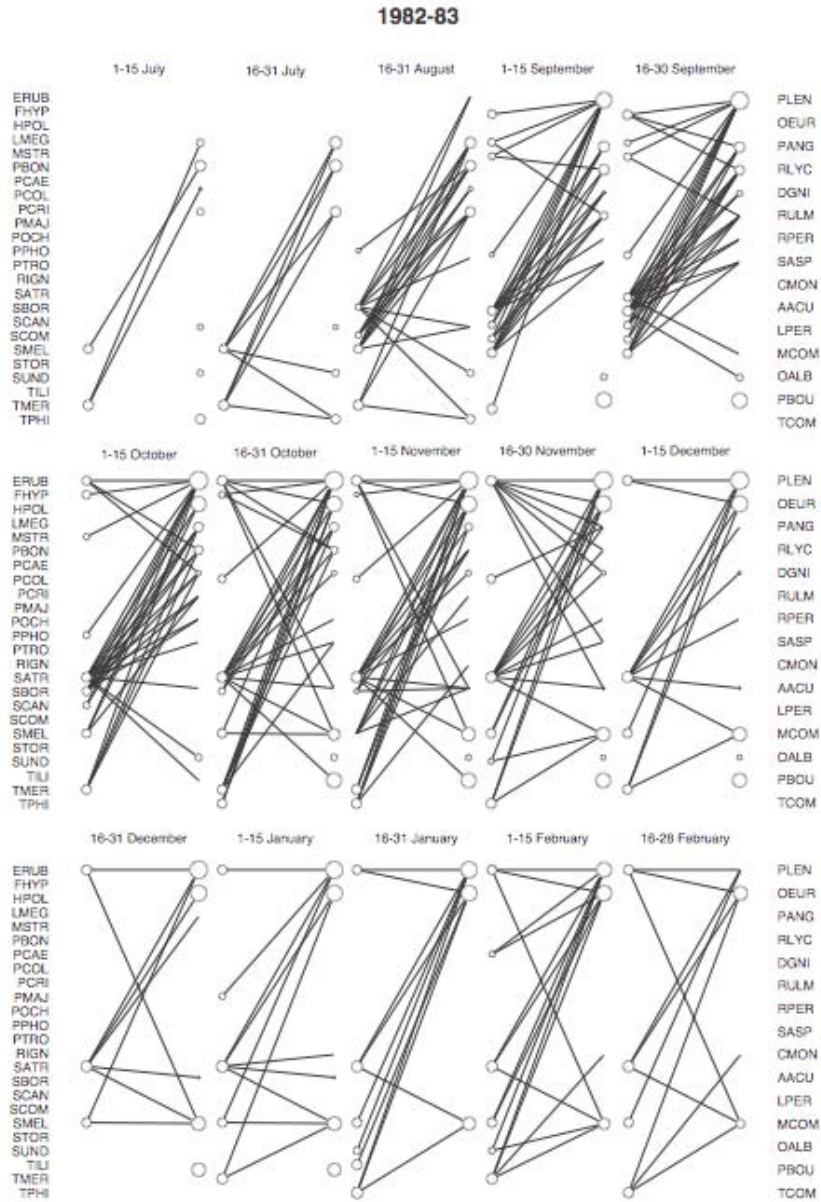 1982-83
1-15 July
16-31 July
16-31 August
1-15 September
16-30 September
ERUB
FHYP
HPOL
LMEG
MSTR
PBON
PCAE
PCOL
PCRI
PMAJ
POCH
PPHO
PTRO
RIGN
SATR
SBOR
SCAN
SCOM
SMEL
STOR
SUND
TILI
TMER
TPHI
PLEN
OEUR
PANG
RLYC
DGNI
RULM
RPER
SASP
CMON
AACU
LPER
MCOM
OALB
PBOU
TCOM
1-15 October
16-31 October
1-15 November
16-30 November
1-15 December
ERUB
FHYP
HPOL
LMEG
MSTR
PBON
PCAE
PCOL
PCRI
PMAJ
POCH
PPHO
PTRO
RIGN
SATR
SBOR
SCAN
SCOM
SMEL
STOR
SUND
TILI
TMER
TPHI
PLEN
OEUR
PANG
RLYC
DGNI
RULM
RPER
SASP
CMON
AACU
LPER
MCOM
OALB
PBOU
TCOM
16-31 December
1-15 January
16-31 January
1-15 February
16-28 February
ERUB
FHYP
HPOL
LMEG
MSTR
PBON
PCAE
PCOL
PCRI
PMAJ
POCH
PPHO
PTRO
RIGN
SATR
SBOR
SCAN
SCOM
SMEL
STOR
SUND
TILI
TMER
TPHI
PLEN
OEUR
PANG
RLYC
DGNI
RULM
RPER
SASP
CMON
AACU
LPER
MCOM
OALB
PBOU
TCOM